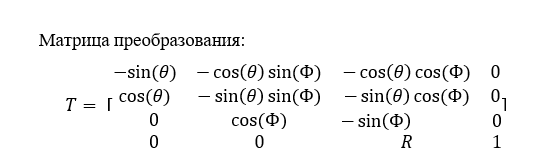 Матрица преобразования:
−sin(θ) − cos(θ) sin(Φ) − cos(θ) cos(Φ) 0
T = ⌈ cos(θ) − sin(θ) sin(Φ) − sin(θ) cos(Φ) 0 ⌉
0 cos(Φ) − sin(Φ) 0
0 0 R 1